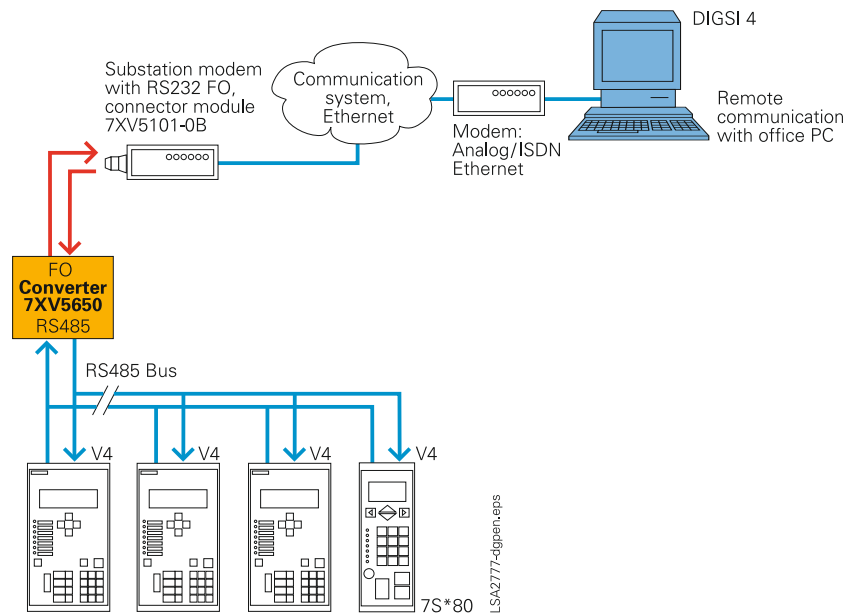 DIGSI 4
Substation modem
with RS232 FO,
connector module
7XV5101-0B
Communication
system,
Ethernet
Modem:
Analog/ISDN
Ethernet
Remote
communication
with office PC
FO
Converter
7XV5650
RS485
RS485 Bus
V4
V4
V4
V4
7S*80
LSA2777-dgpen.eps